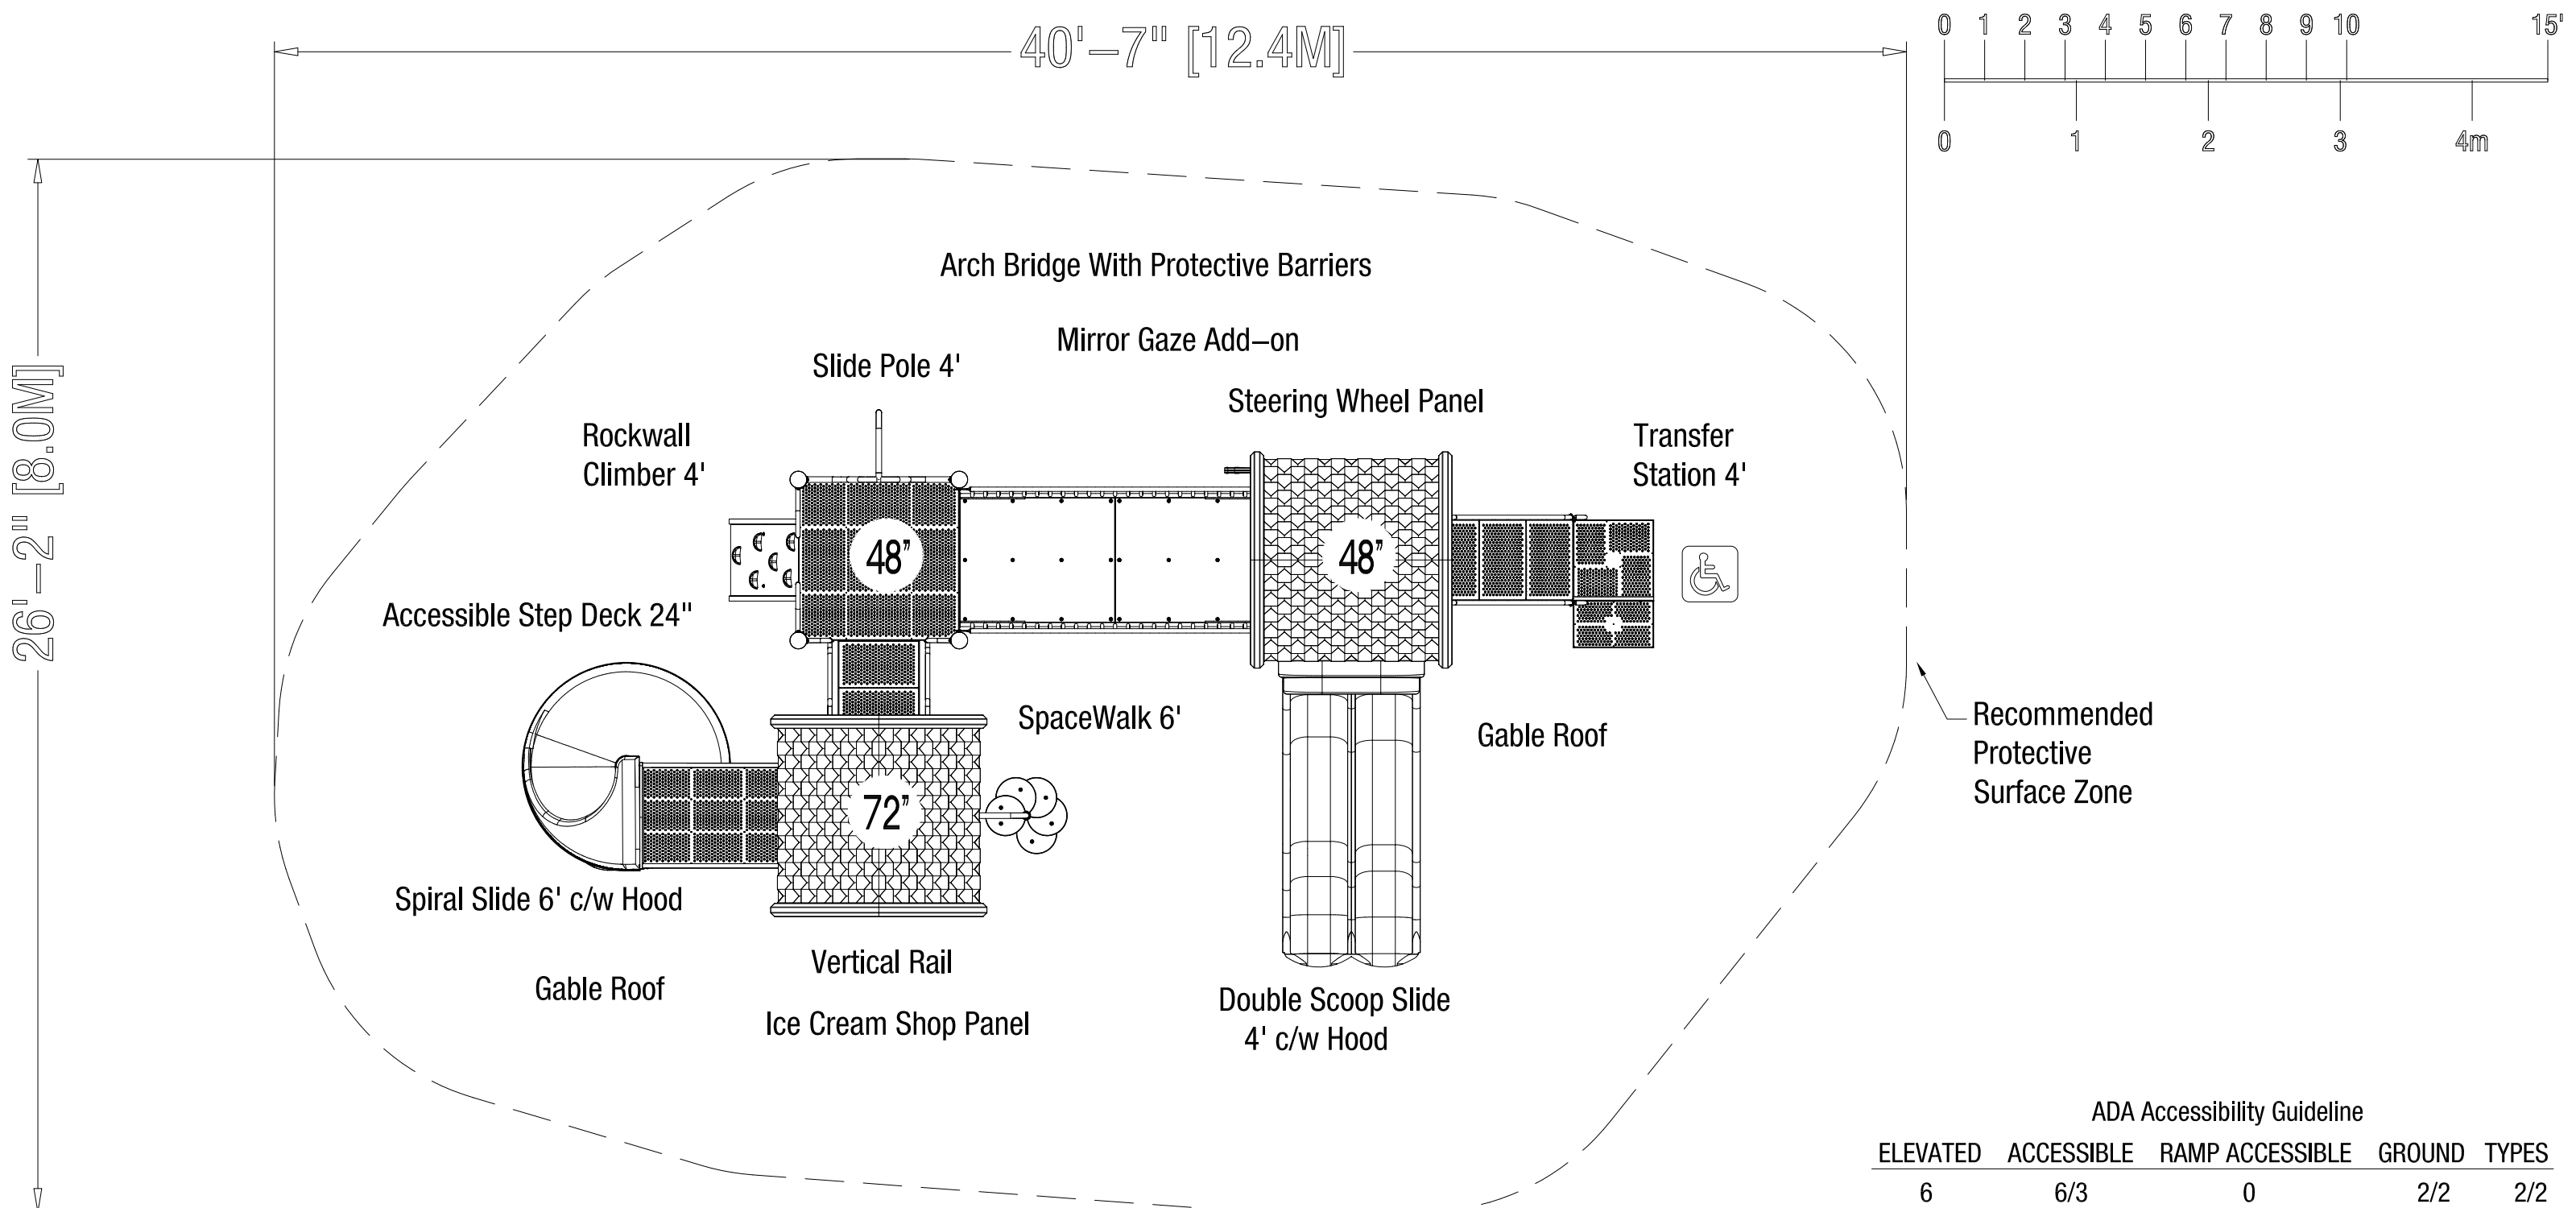 40'–7" [12.4M]
0 1 2 3 4 5 6 7 8 9 10 15'
0 1 2 3 4m
26'–2" [8.0M]
Arch Bridge With Protective Barriers
Mirror Gaze Add–on
Slide Pole 4'
Steering Wheel Panel
Rockwall
Climber 4'
Transfer
Station 4'
48"
48"
Accessible Step Deck 24"
SpaceWalk 6'
Gable Roof
Recommended
Protective
Surface Zone
72"
Spiral Slide 6' c/w Hood
Vertical Rail
Gable Roof
Ice Cream Shop Panel
Double Scoop Slide
4' c/w Hood
ADA Accessibility Guideline
ELEVATED ACCESSIBLE RAMP ACCESSIBLE GROUND TYPES
6 6/3 0 2/2 2/2